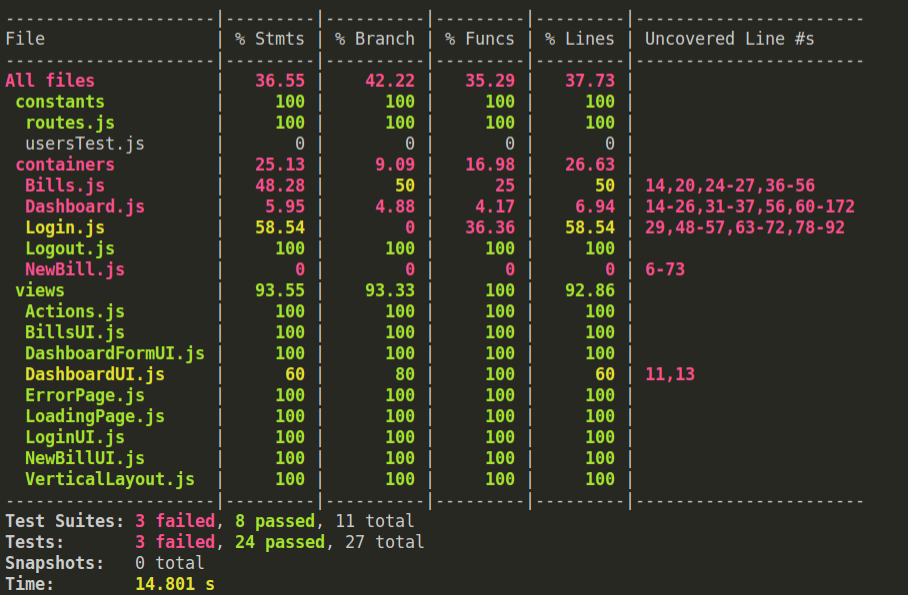 ---------------------|---------|----------|---------|---------|-----------------------
File                 | % Stmts | % Branch | % Funcs | % Lines | Uncovered Line #s
---------------------|---------|----------|---------|---------|-----------------------
All files            |   36.55 |    42.22 |   35.29 |   37.73 |
 constants           |     100 |      100 |     100 |     100 |
  routes.js          |     100 |      100 |     100 |     100 |
  usersTest.js       |       0 |        0 |       0 |       0 |
 containers          |   25.13 |     9.09 |   16.98 |   26.63 |
  Bills.js           |   48.28 |       50 |      25 |      50 | 14,20,24-27,36-56
  Dashboard.js       |    5.95 |     4.88 |    4.17 |    6.94 | 14-26,31-37,56,60-172
  Login.js           |   58.54 |        0 |   36.36 |   58.54 | 29,48-57,63-72,78-92
  Logout.js          |     100 |      100 |     100 |     100 |
  NewBill.js         |       0 |        0 |       0 |       0 | 6-73
 views               |   93.55 |    93.33 |     100 |   92.86 |
  Actions.js         |     100 |      100 |     100 |     100 |
  BillsUI.js         |     100 |      100 |     100 |     100 |
  DashboardFormUI.js |     100 |      100 |     100 |     100 |
  DashboardUI.js     |      60 |       80 |     100 |      60 | 11,13
  ErrorPage.js       |     100 |      100 |     100 |     100 |
  LoadingPage.js     |     100 |      100 |     100 |     100 |
  LoginUI.js         |     100 |      100 |     100 |     100 |
  NewBillUI.js       |     100 |      100 |     100 |     100 |
  VerticalLayout.js  |     100 |      100 |     100 |     100 |
---------------------|---------|----------|---------|---------|-----------------------
Test Suites: 3 failed, 8 passed, 11 total
Tests:       3 failed, 24 passed, 27 total
Snapshots:   0 total
Time:        14.801 s